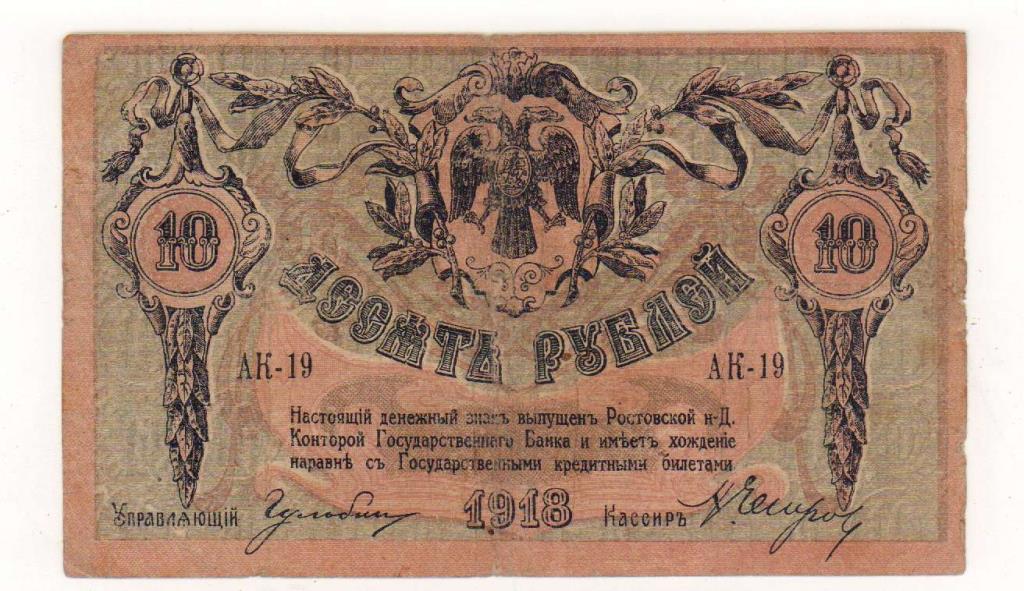 10
10
ДЕСЯТЬ РУБЛЕЙ
АК-19
АК-19
Настоящій денежный знакъ выпущенъ Ростовской н-Д.
Конторой Государственнаго Банка и имѣетъ хожденіе
наравнѣ съ Государственными кредитными билетами
Управляющій
1918
Кассиръ